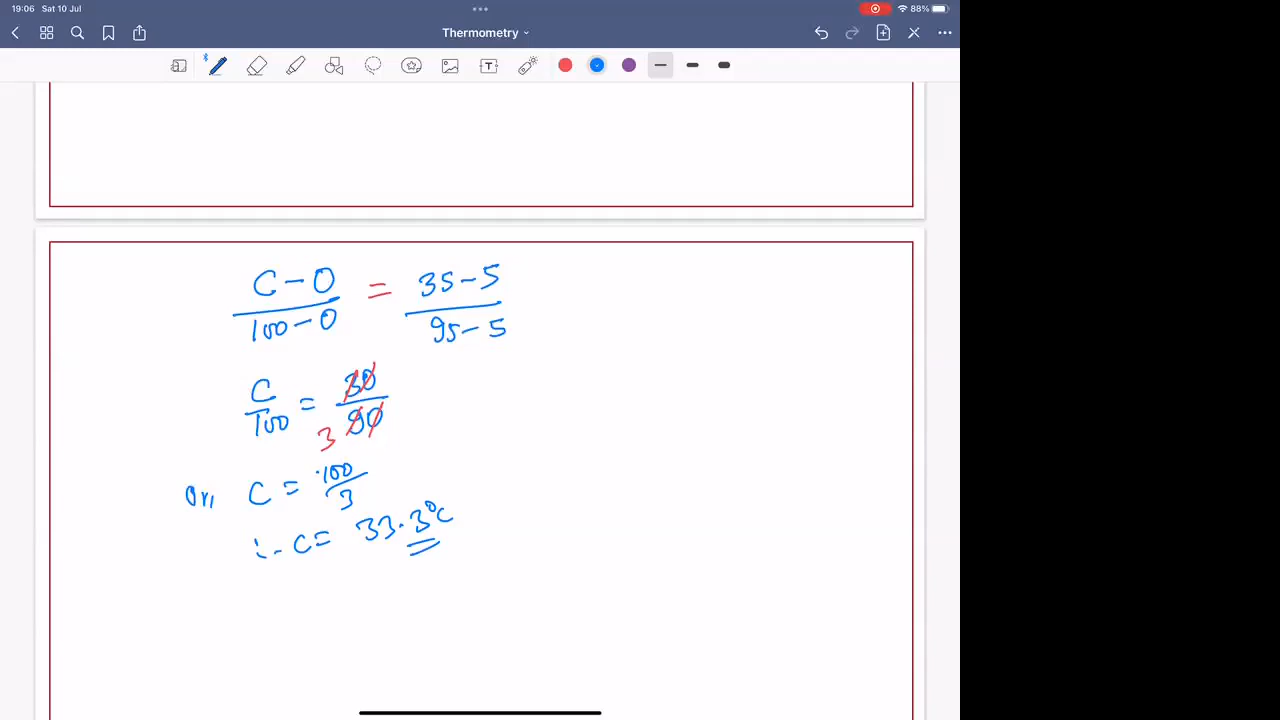 19:06 Sat 10 Jul
88%
Thermometry
T
C - 0 / 100 - 0 = 35 - 5 / 95 - 5
C / 100 = 30 / 90
3
Or, C = 100 / 3
∴ C = 33.3°C